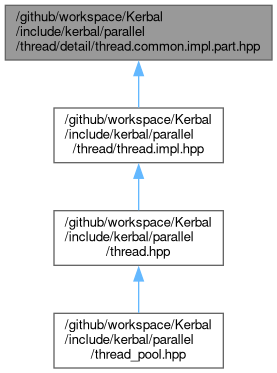 /github/workspace/Kerbal
/include/kerbal/parallel
/thread/detail/thread.common.impl.part.hpp
/github/workspace/Kerbal
/include/kerbal/parallel
/thread/thread.impl.hpp
/github/workspace/Kerbal
/include/kerbal/parallel
/thread.hpp
/github/workspace/Kerbal
/include/kerbal/parallel
/thread_pool.hpp